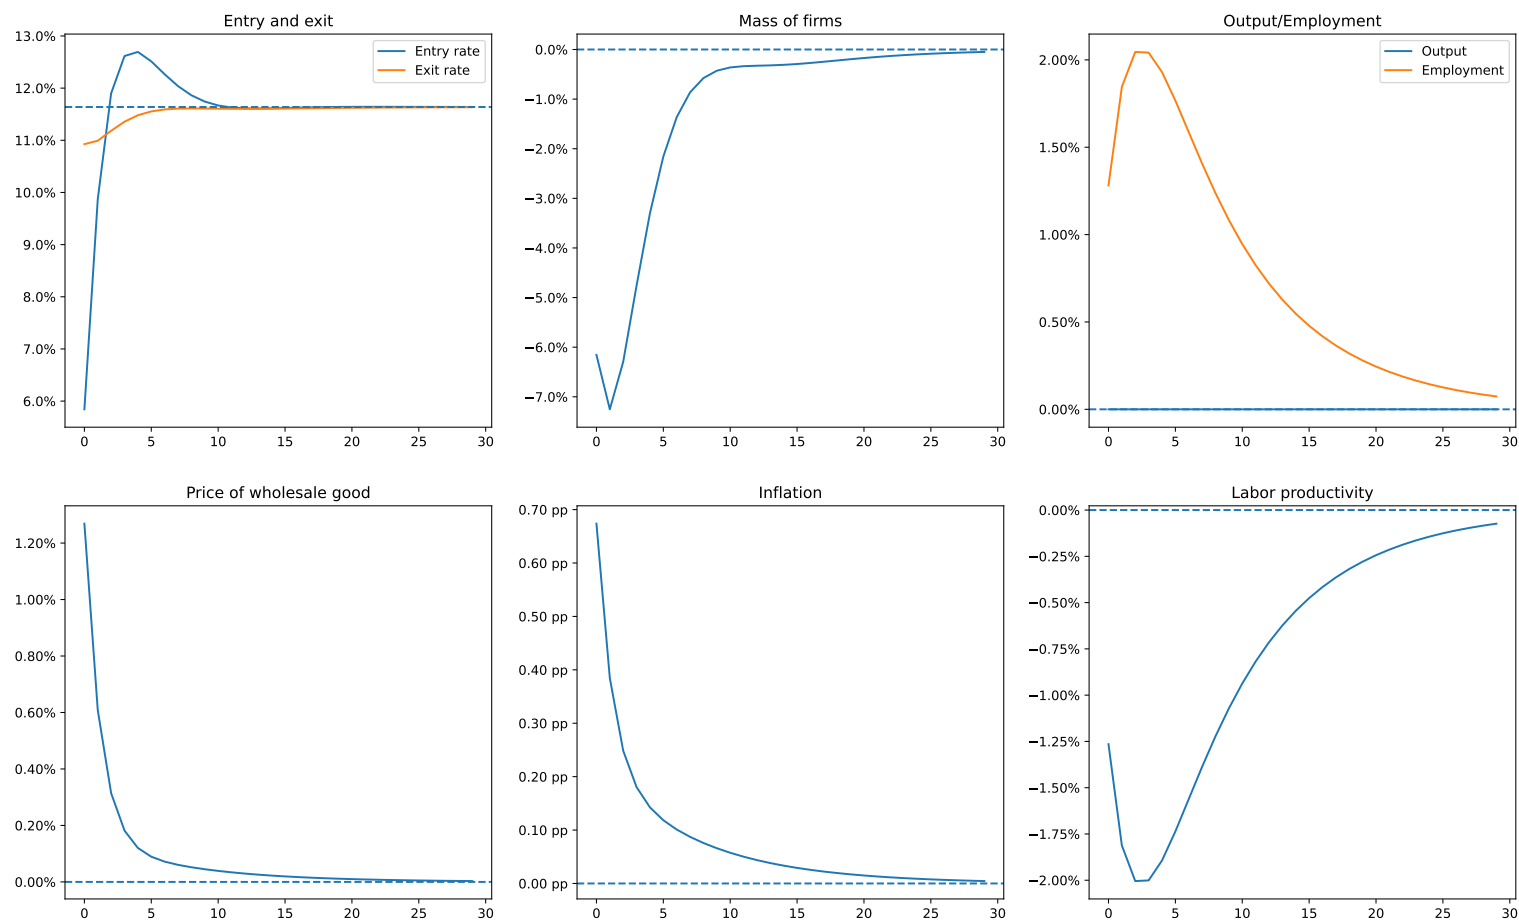 Entry and exit
13.0%
12.0%
11.0%
10.0%
9.0%
8.0%
7.0%
6.0%
Entry rate
Exit rate
0 5 10 15 20 25 30
Mass of firms
0.0%
−1.0%
−2.0%
−3.0%
−4.0%
−5.0%
−6.0%
−7.0%
0 5 10 15 20 25 30
Output/Employment
2.00%
1.50%
1.00%
0.50%
0.00%
Output
Employment
0 5 10 15 20 25 30
Price of wholesale good
1.20%
1.00%
0.80%
0.60%
0.40%
0.20%
0.00%
0 5 10 15 20 25 30
Inflation
0.70 pp
0.60 pp
0.50 pp
0.40 pp
0.30 pp
0.20 pp
0.10 pp
0.00 pp
0 5 10 15 20 25 30
Labor productivity
0.00%
−0.25%
−0.50%
−0.75%
−1.00%
−1.25%
−1.50%
−1.75%
−2.00%
0 5 10 15 20 25 30